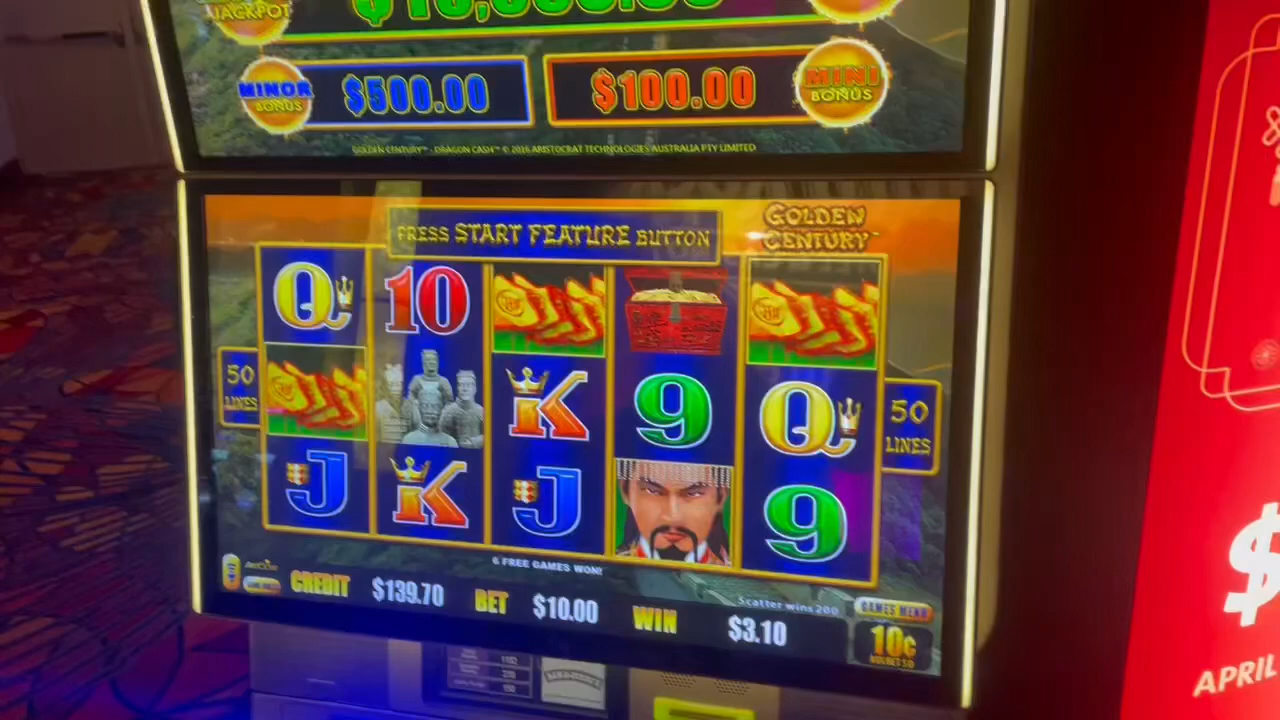 JACKPOT
MINOR
BONUS
$500.00
$100.00
MINI
BONUS
GOLDEN CENTURY™ - DRAGON CASH™ © 2016 ARISTOCRAT TECHNOLOGIES AUSTRALIA PTY LIMITED
PRESS START FEATURE BUTTON
GOLDEN
CENTURY™
Q
10
50
LINES
K
9
Q
50
LINES
J
K
J
9
6 FREE GAMES WON!
CREDIT $139.70 BET $10.00 WIN $3.10
Scatter wins 200
GAMES MENU
10¢
$
APRIL